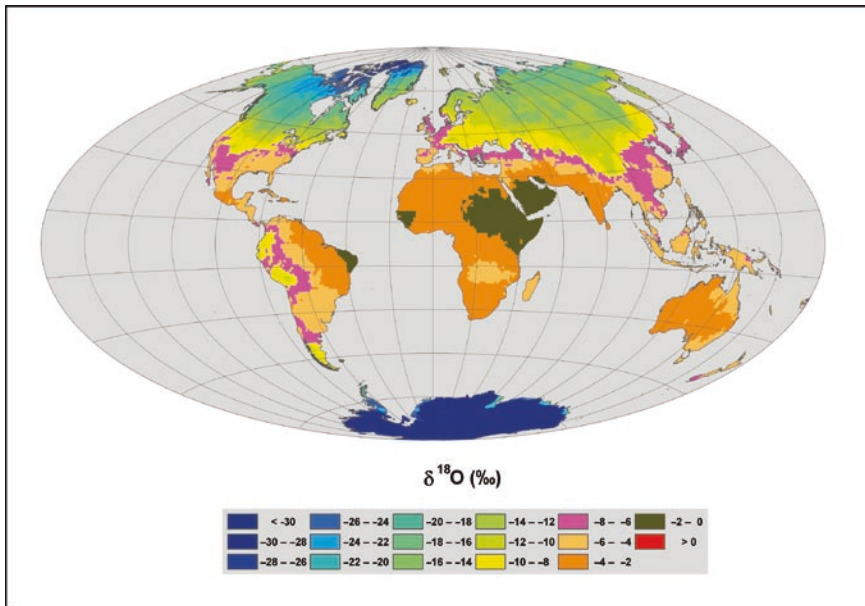 δ 18O (‰)
< -30 –26 – –24 –20 – –18 –14 – –12 –8 – –6 –2 – 0
–30 – –28 –24 – –22 –18 – –16 –12 – –10 –6 – –4 > 0
–28 – –26 –22 – –20 –16 – –14 –10 – –8 –4 – –2